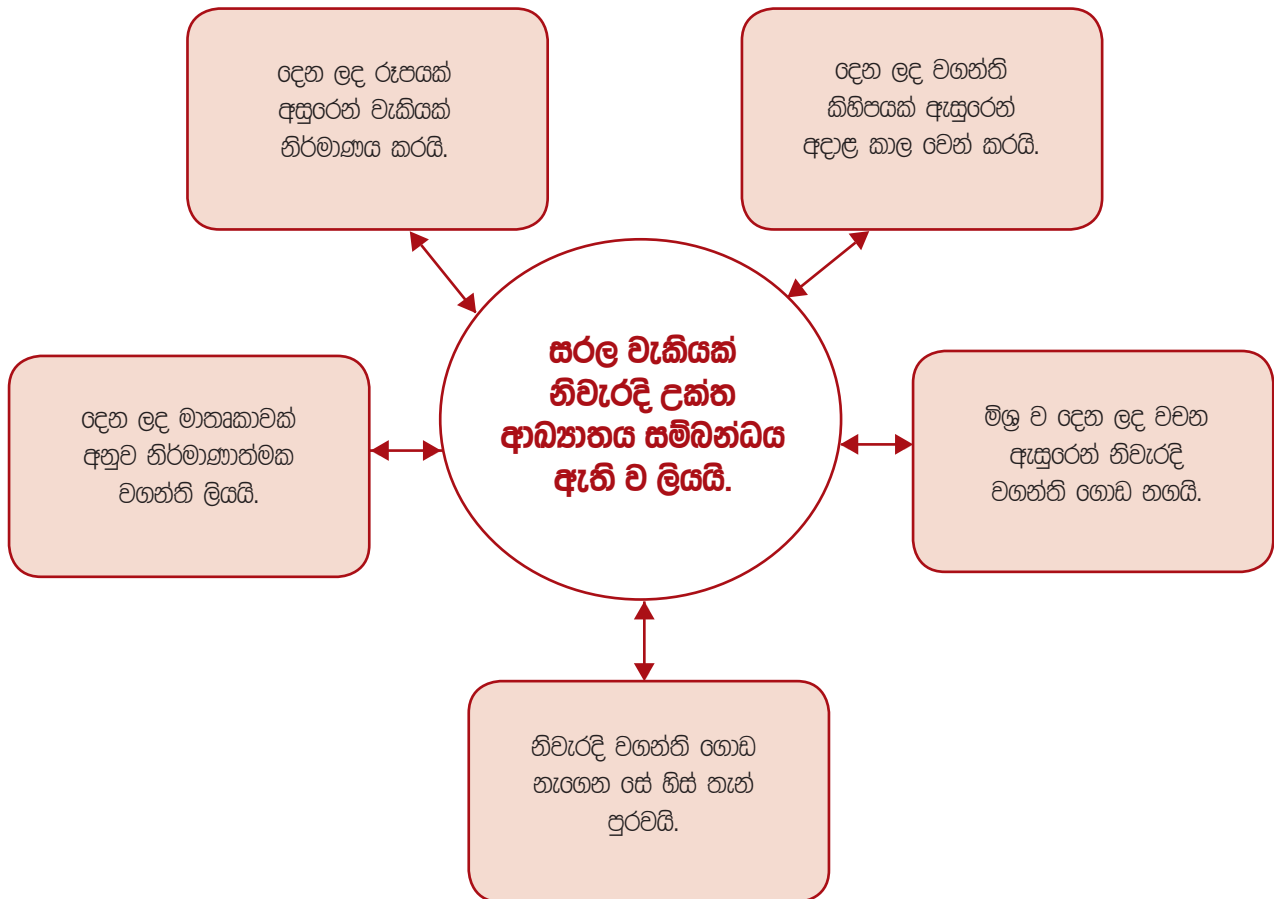 දෙන ලද රූපයක්
අසුරෙන් වැකියක්
නිර්මාණය කරයි.
දෙන ලද වගන්ති
කිහිපයක් ඇසුරෙන්
අදාළ කාල වෙන් කරයි.
සරල වැකියක්
නිවැරදි උක්ත
ආඛ්‍යාතය සම්බන්ධය
ඇති ව ලියයි.
දෙන ලද මාතෘකාවක්
අනුව නිර්මාණාත්මක
වගන්ති ලියයි.
මිශ්‍ර ව දෙන ලද වචන
ඇසුරෙන් නිවැරදි
වගන්ති ගොඩ නගයි.
නිවැරදි වගන්ති ගොඩ
නැගෙන සේ හිස් තැන්
පුරවයි.